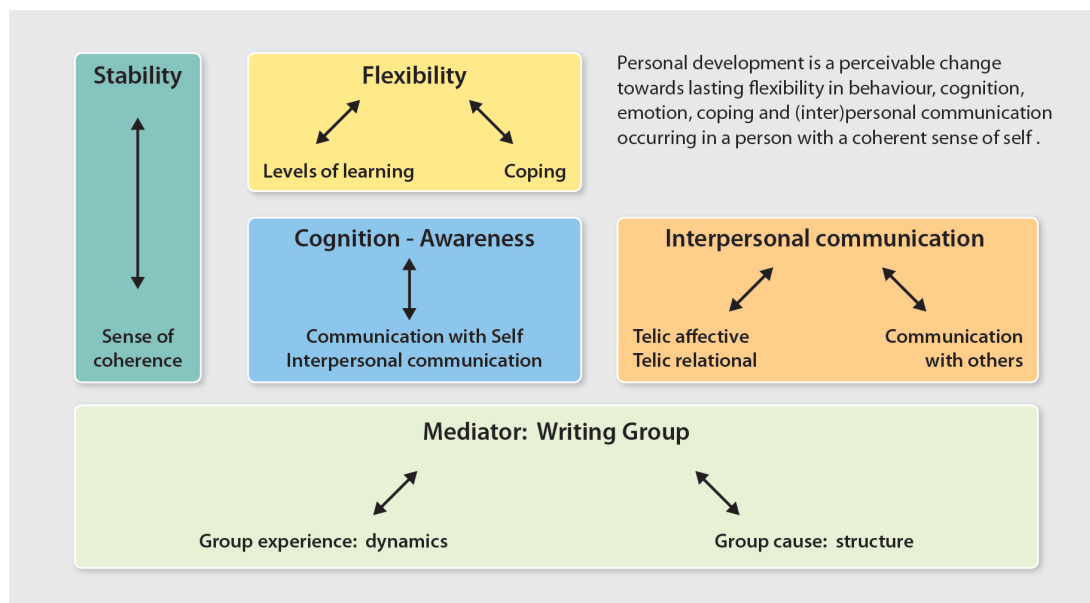 Stability
Sense of
coherence
Flexibility
Levels of learning
Coping
Personal development is a perceivable change
towards lasting flexibility in behaviour, cognition,
emotion, coping and (inter)personal communication
occurring in a person with a coherent sense of self .
Cognition - Awareness
Communication with Self
Interpersonal communication
Interpersonal communication
Telic affective
Telic relational
Communication
with others
Mediator: Writing Group
Group experience: dynamics
Group cause: structure